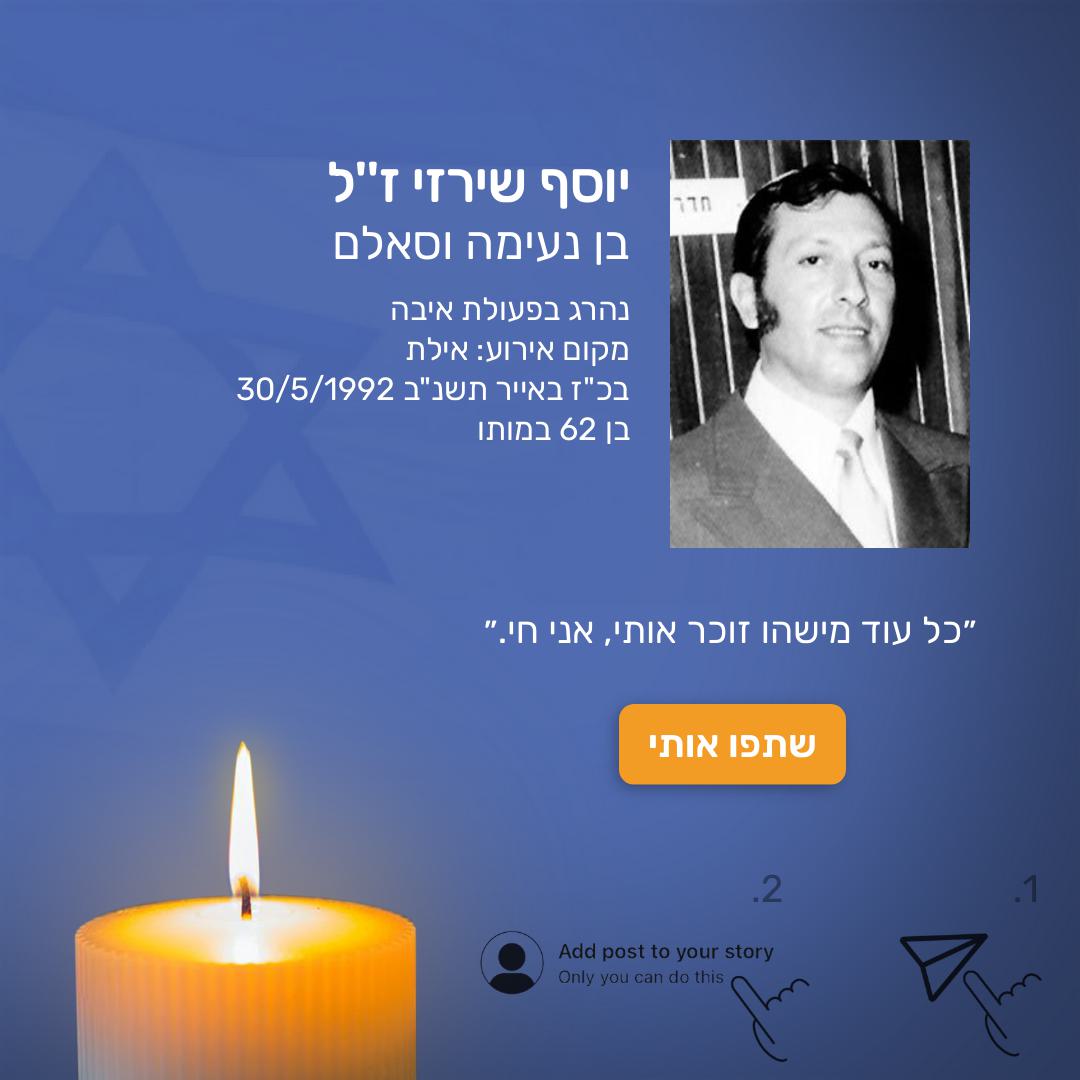 יוסף שירזי ז"ל
בן נעימה וסאלם
נהרג בפעולת איבה
מקום אירוע: אילת
בכ"ז באייר תשנ"ב 30/5/1992
בן 62 במותו
חדר
"כל עוד מישהו זוכר אותי, אני חי."
שתפו אותי
1.
2.
Add post to your story
Only you can do this